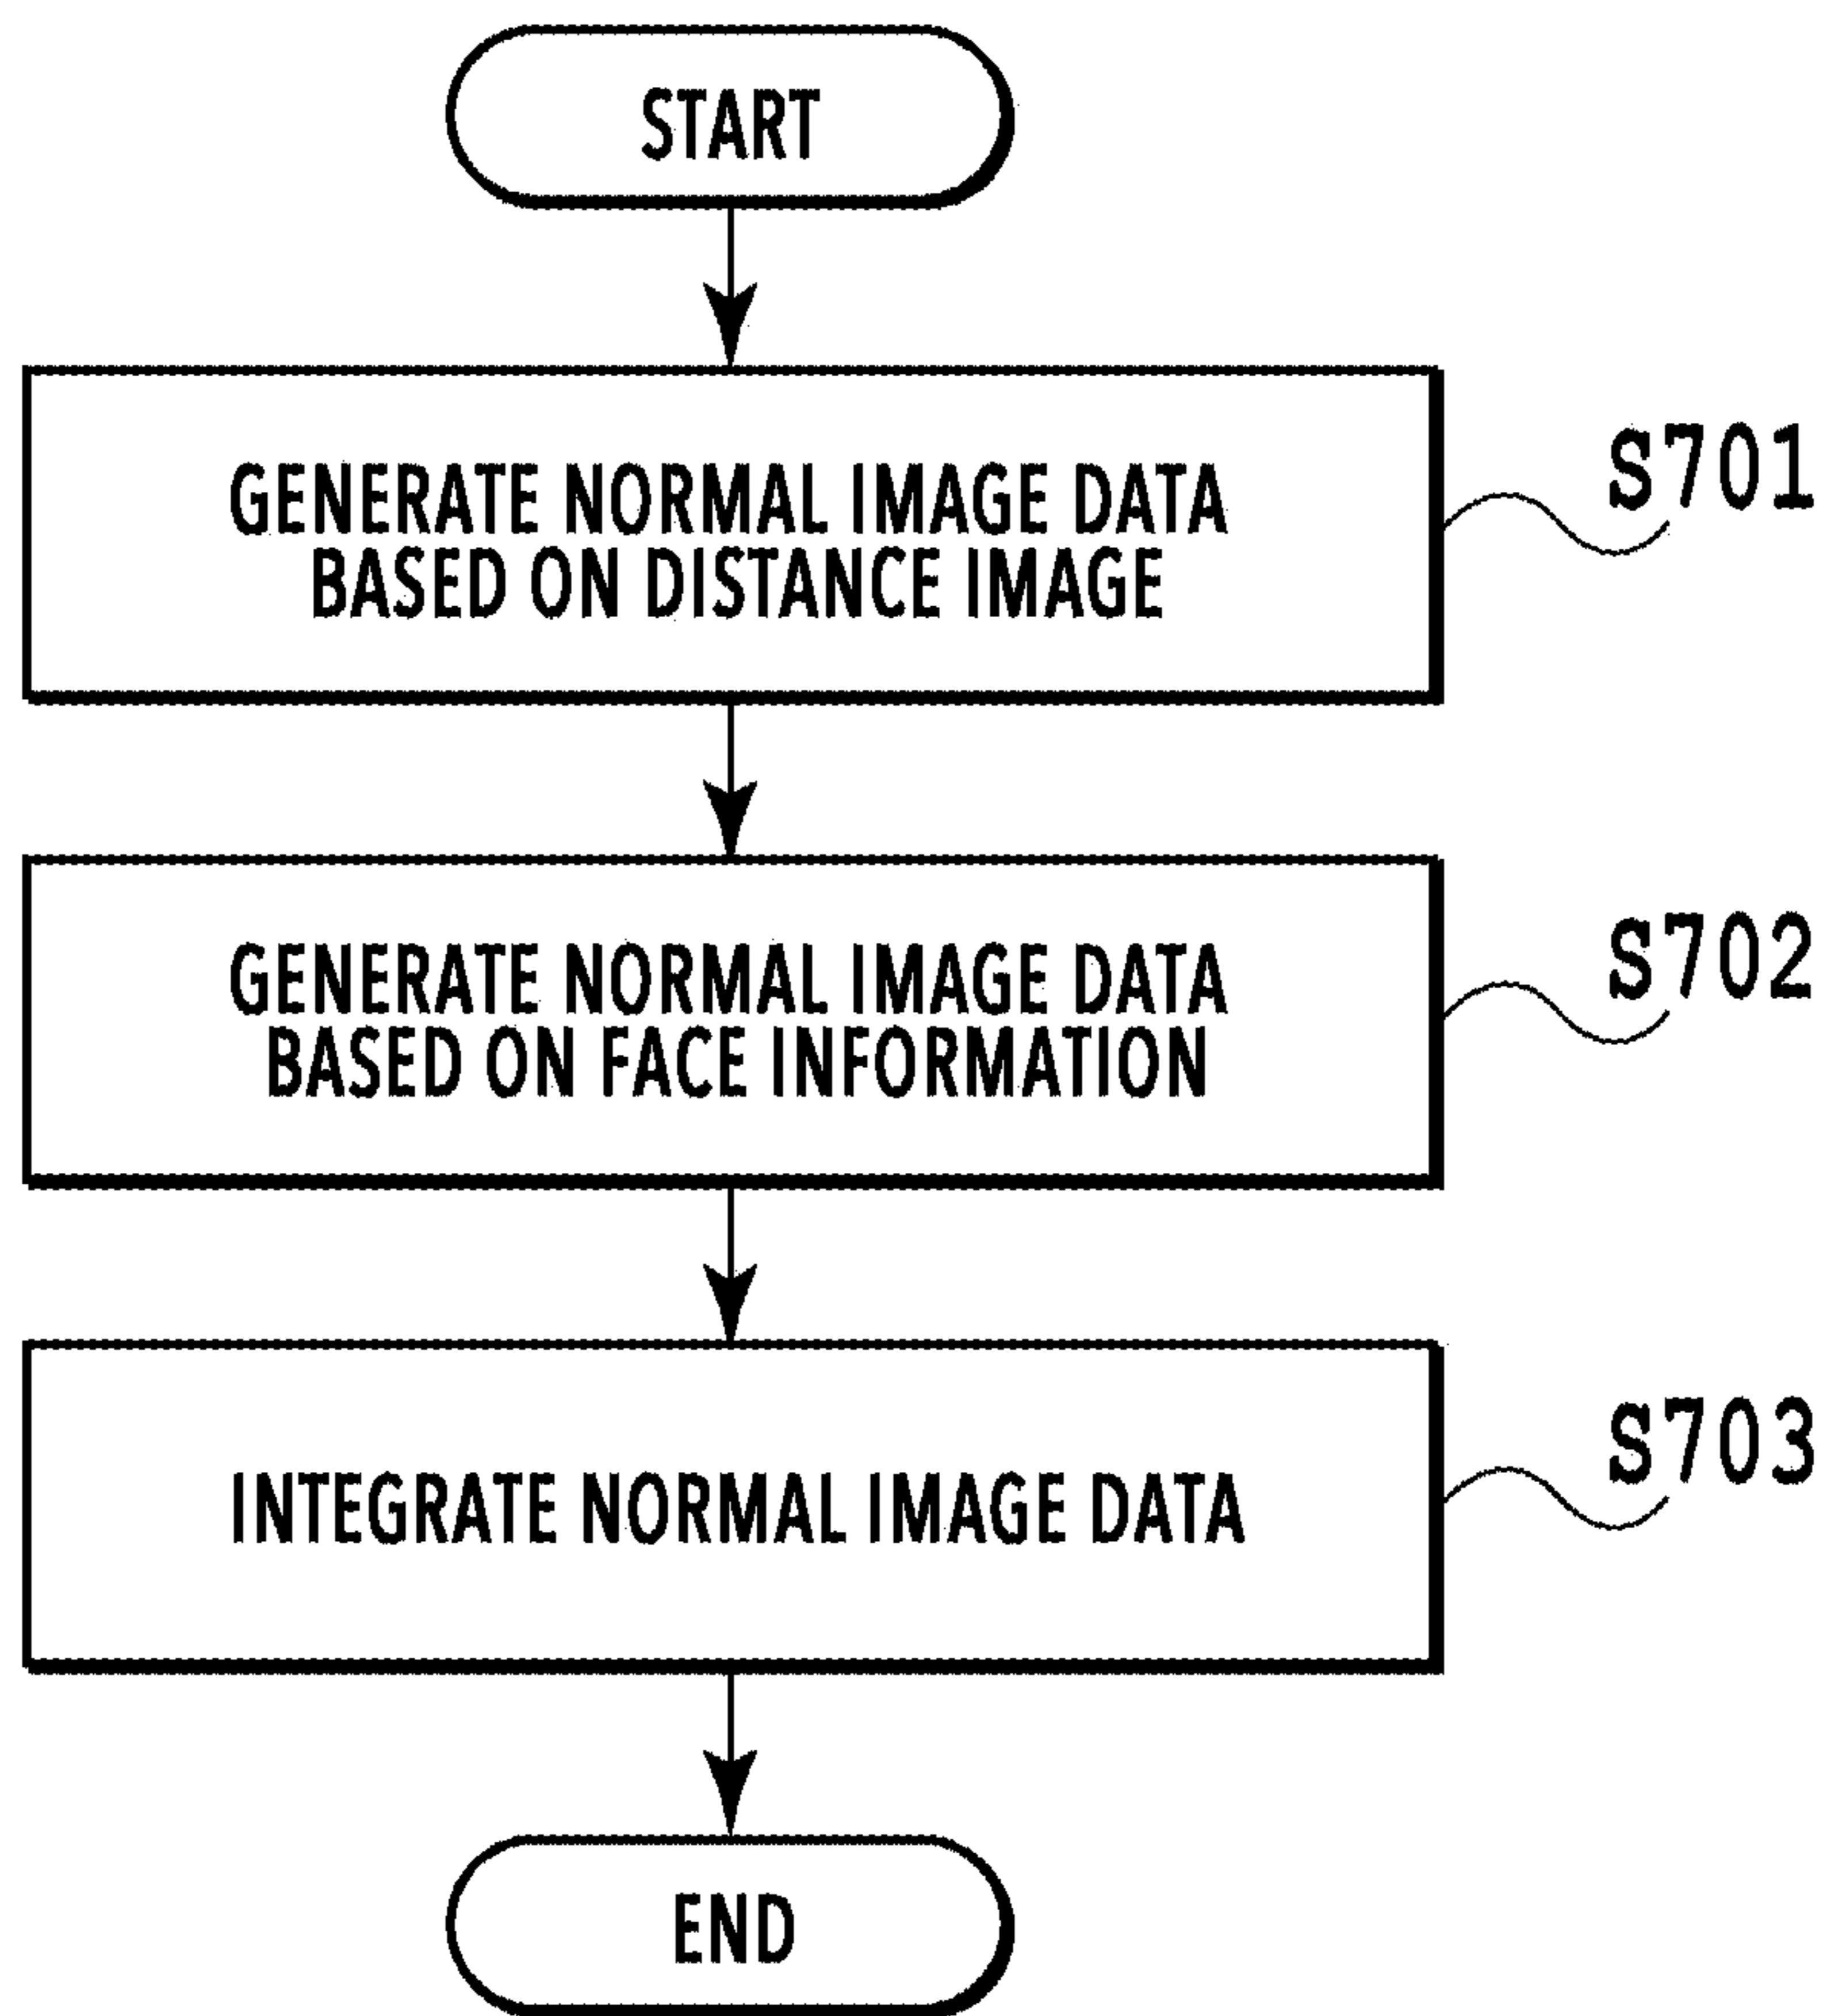 START
GENERATE NORMAL IMAGE DATA
BASED ON DISTANCE IMAGE
S701
GENERATE NORMAL IMAGE DATA
BASED ON FACE INFORMATION
S702
INTEGRATE NORMAL IMAGE DATA
S703
END